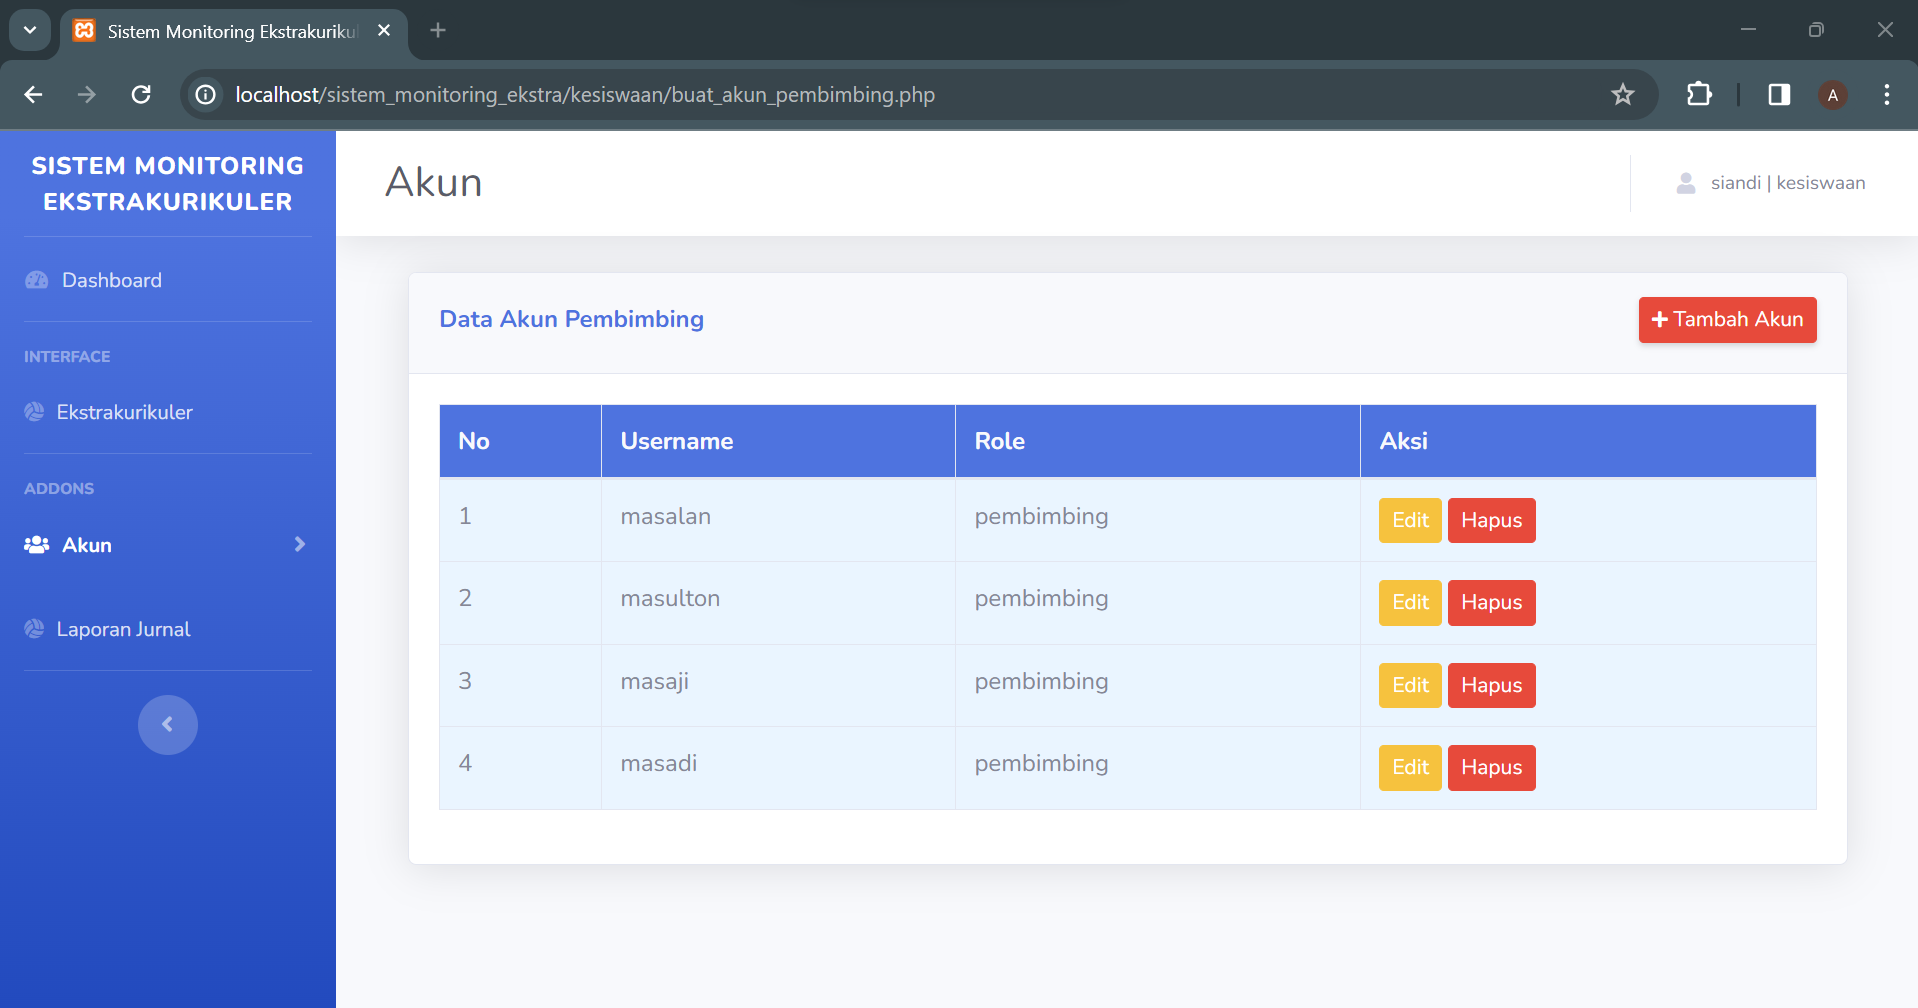 Sistem Monitoring Ekstrakuriku
localhost/sistem_monitoring_ekstra/kesiswaan/buat_akun_pembimbing.php
A
SISTEM MONITORING
EKSTRAKURIKULER
Dashboard
INTERFACE
Ekstrakurikuler
ADDONS
Akun
Laporan Jurnal
Akun
siandi | kesiswaan
Data Akun Pembimbing
Tambah Akun
No Username Role Aksi
1 masalan pembimbing Edit Hapus
2 masulton pembimbing Edit Hapus
3 masaji pembimbing Edit Hapus
4 masadi pembimbing Edit Hapus